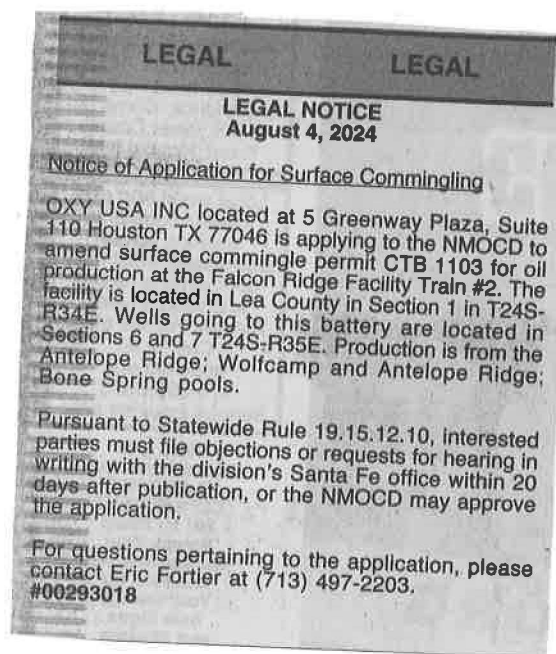 LEGAL LEGAL
LEGAL NOTICE
August 4, 2024
Notice of Application for Surface Commingling
OXY USA INC located at 5 Greenway Plaza, Suite
110 Houston TX 77046 is applying to the NMOCD to
amend surface commingle permit CTB 1103 for oil
production at the Falcon Ridge Facility Train #2. The
facility is located in Lea County in Section 1 in T24S-
R34E. Wells going to this battery are located in
Sections 6 and 7 T24S-R35E. Production is from the
Antelope Ridge; Wolfcamp and Antelope Ridge;
Bone Spring pools.
Pursuant to Statewide Rule 19.15.12.10, interested
parties must file objections or requests for hearing in
writing with the division's Santa Fe office within 20
days after publication, or the NMOCD may approve
the application.
For questions pertaining to the application, please
contact Eric Fortier at (713) 497-2203.
#00293018